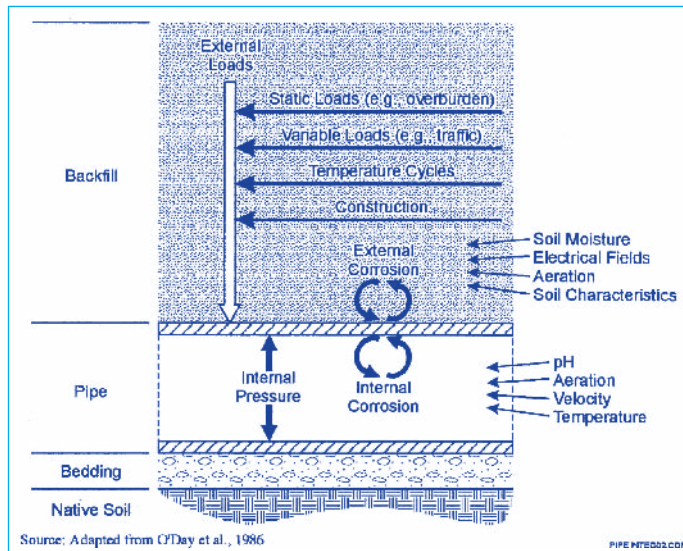 External
Loads
Static Loads (e.g., overburden)
Variable Loads (e.g., traffic)
Backfill
Temperature Cycles
Construction
External
Corrosion
Soil Moisture
Electrical Fields
Aeration
Soil Characteristics
Pipe
Internal
Pressure
Internal
Corrosion
pH
Aeration
Velocity
Temperature
Bedding
Native Soil
Source: Adapted from O'Day et al., 1986